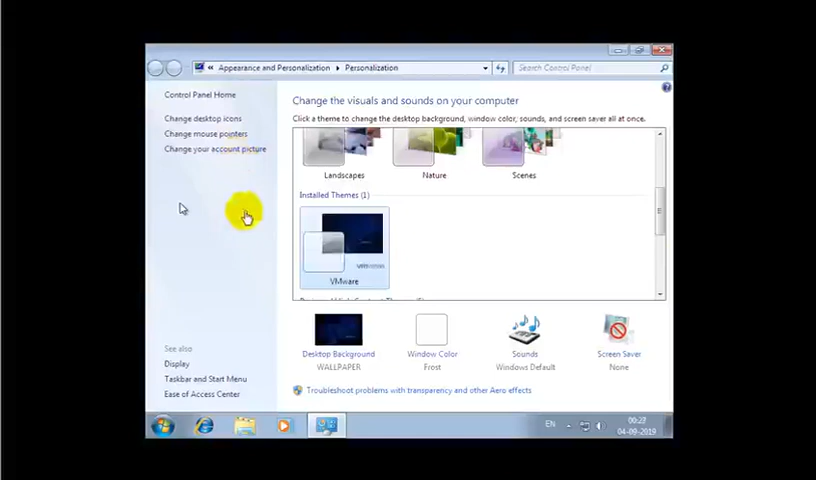 « Appearance and Personalization ▸ Personalization
Search Control Panel
Control Panel Home
Change desktop icons
Change mouse pointers
Change your account picture
See also
Display
Taskbar and Start Menu
Ease of Access Center
Change the visuals and sounds on your computer
Click a theme to change the desktop background, window color, sounds, and screen saver all at once.
Landscapes
Nature
Scenes
Installed Themes (1)
VMware
Desktop Background
WALLPAPER
Window Color
Frost
Sounds
Windows Default
Screen Saver
None
Troubleshoot problems with transparency and other Aero effects
EN
00:27
04-09-2019